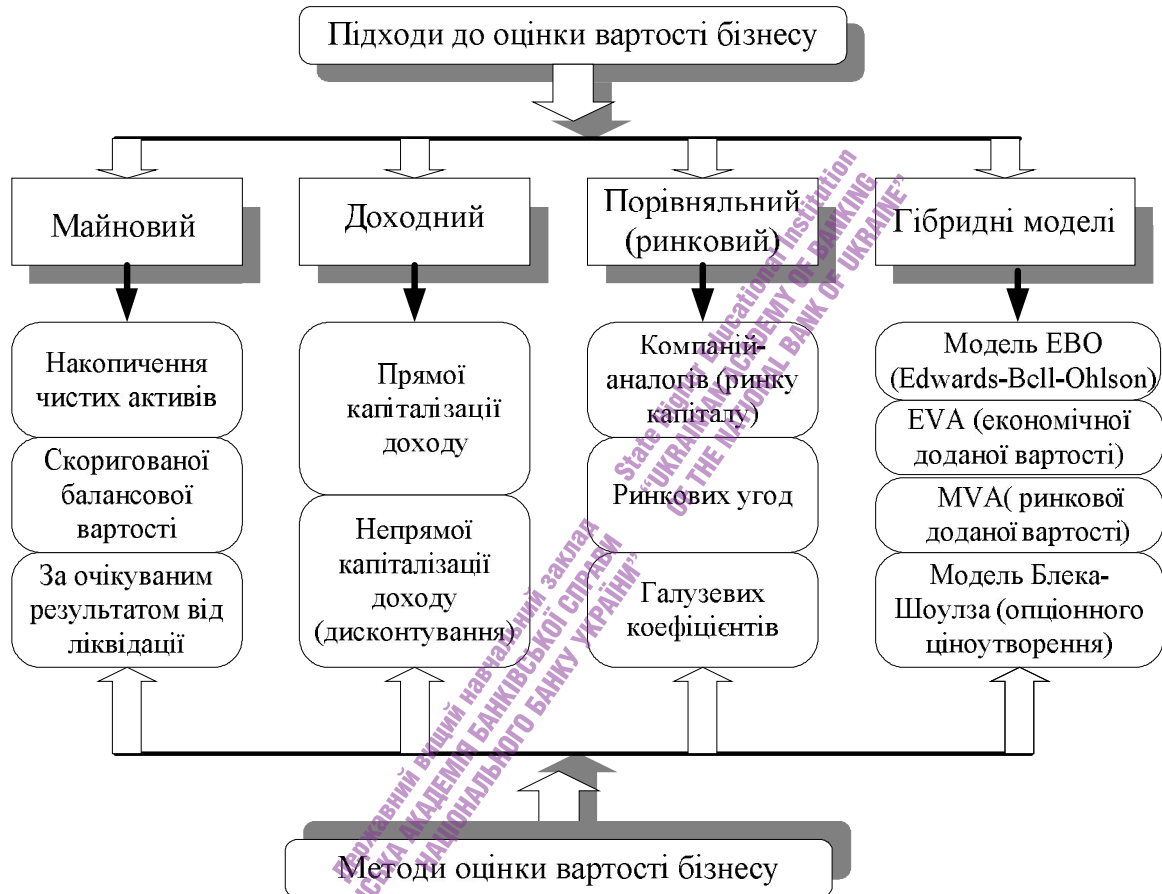 Підходи до оцінки вартості бізнесу
Майновий
Доходний
Порівняльний
(ринковий)
Гібридні моделі
Накопичення
чистих активів
Скоригованої
балансової
вартості
За очікуваним
результатом від
ліквідації
Прямої
капіталізації
доходу
Непрямої
капіталізації
доходу
(дисконтування)
Компаній-
аналогів (ринку
капіталу)
Ринкових угод
Галузевих
коефіцієнтів
Модель ЕВО
(Edwards-Bell-Ohlson)
EVA (економічної
доданої вартості)
MVA( ринкової
доданої вартості)
Модель Блека-
Шоулза (опціонного
ціноутворення)
Методи оцінки вартості бізнесу
Державний вищий навчальний заклад
АКАДЕМІЯ БАНКІВСЬКОЇ СПРАВИ
НАЦІОНАЛЬНОГО БАНКУ УКРАЇНИ”
State Higher Educational Institution
“UKRAINIAN ACADEMY OF BANKING
OF THE NATIONAL BANK OF UKRAINE”